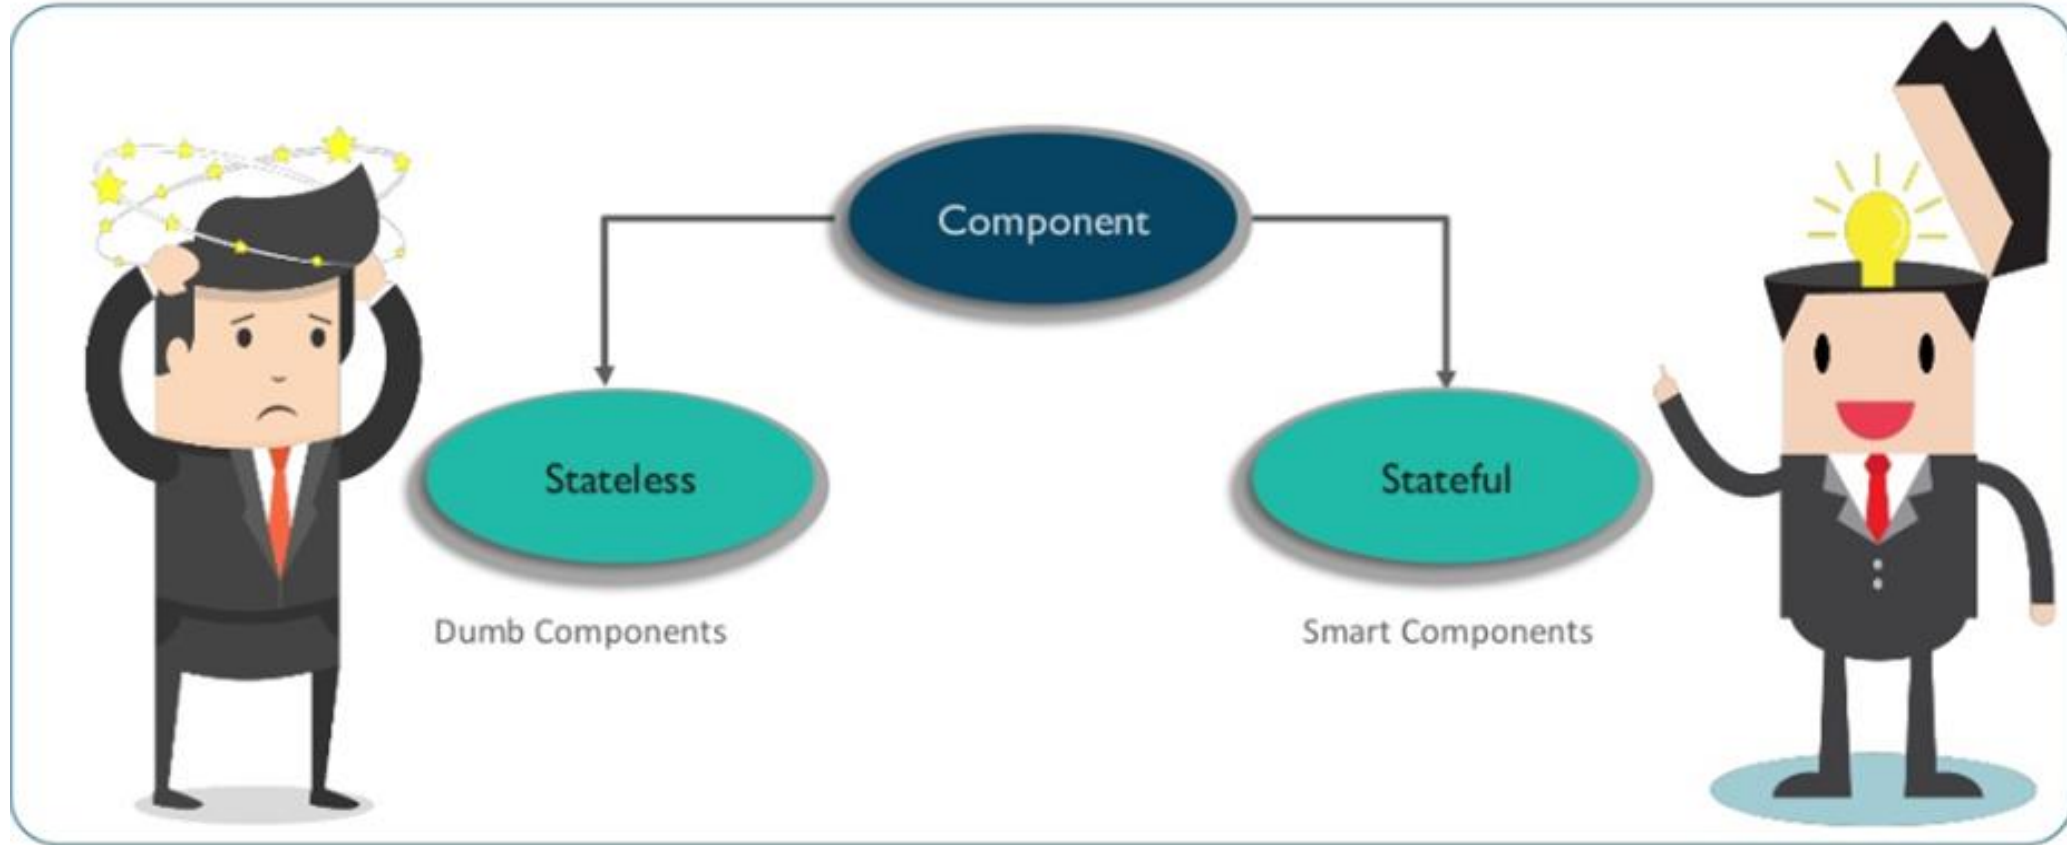 Component
Stateless
Stateful
Dumb Components
Smart Components